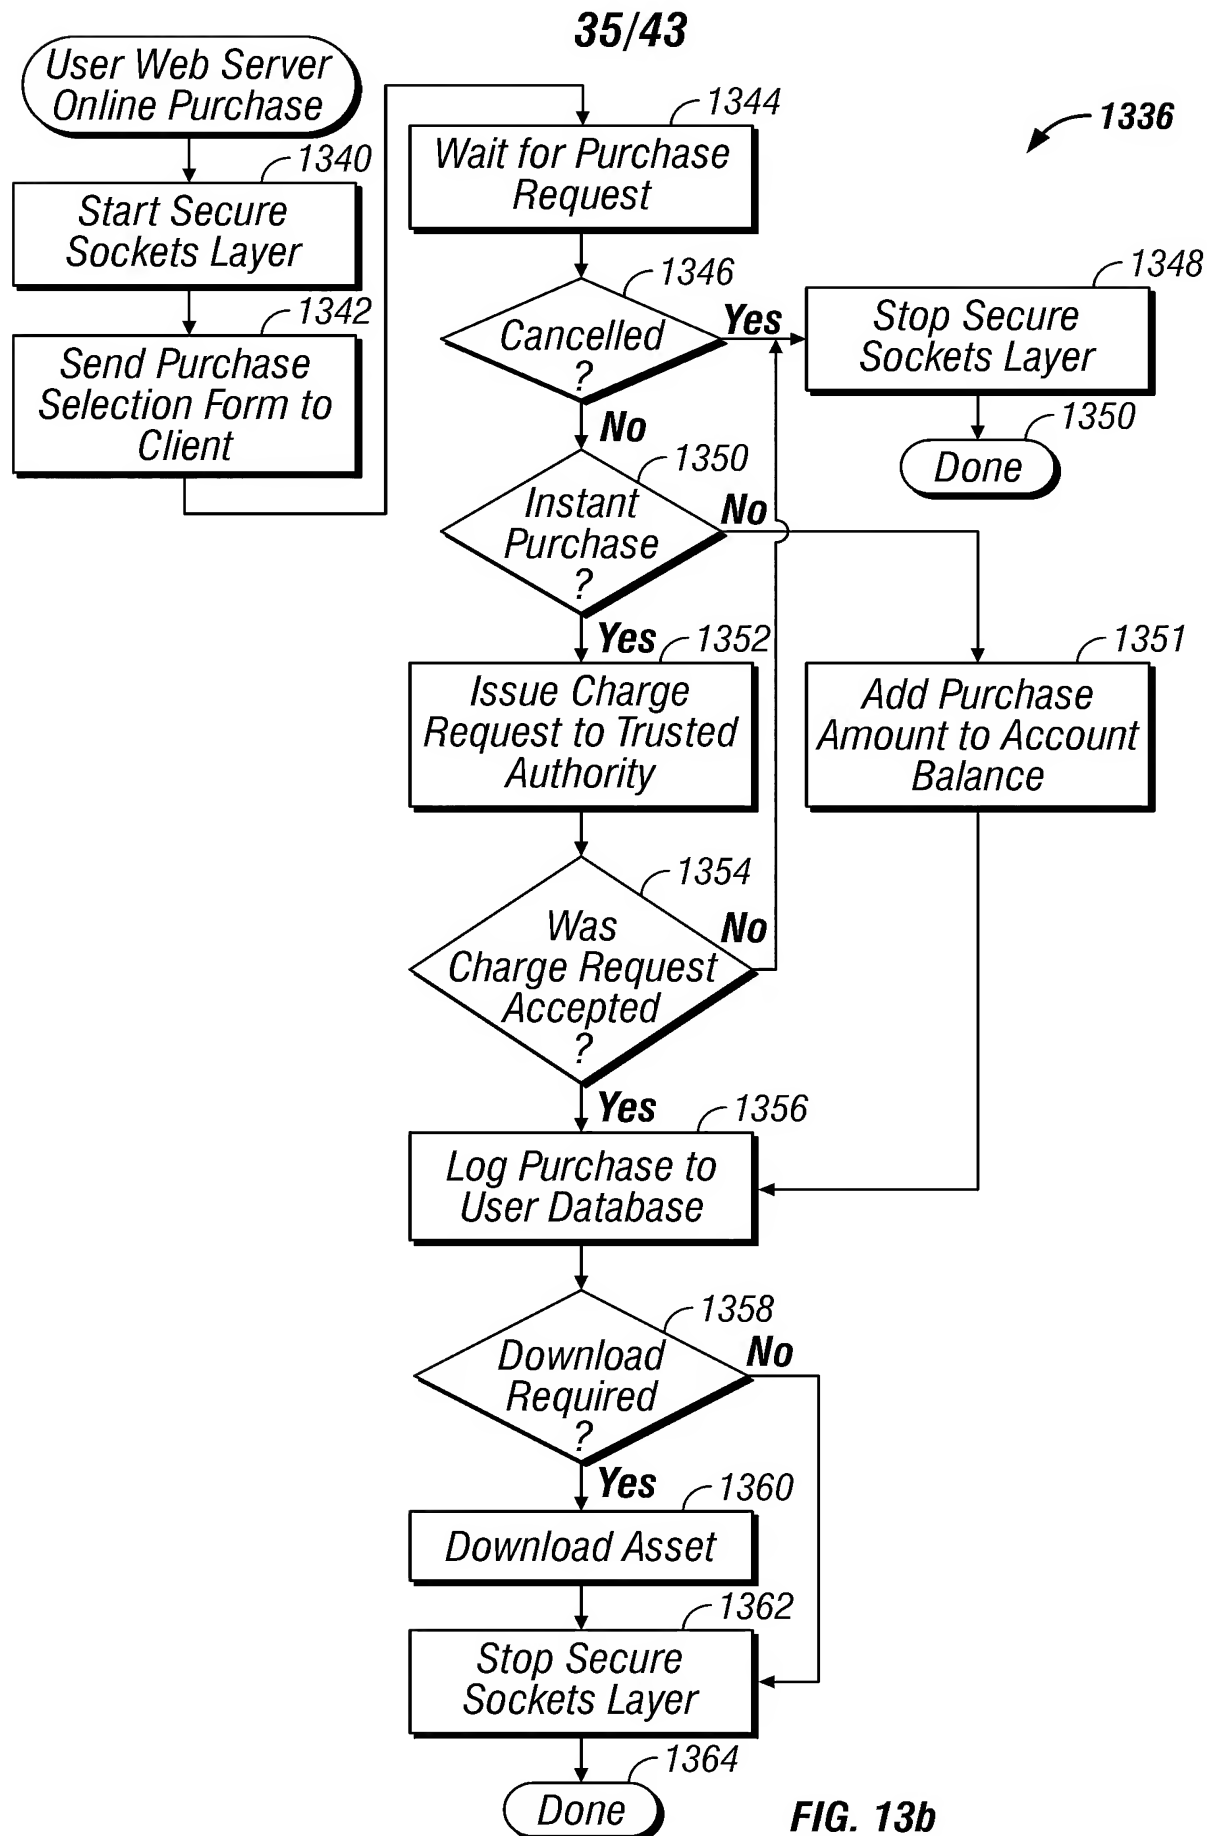 35/43
User Web Server
Online Purchase
1340
Start Secure
Sockets Layer
1342
Send Purchase
Selection Form to
Client
1344
Wait for Purchase
Request
1336
1346
Cancelled
?
Yes
No
1348
Stop Secure
Sockets Layer
1350
Done
1350
Instant
Purchase
?
No
Yes
1352
Issue Charge
Request to Trusted
Authority
1351
Add Purchase
Amount to Account
Balance
1354
Was
Charge Request
Accepted
?
No
Yes
1356
Log Purchase to
User Database
1358
Download
Required
?
No
Yes
1360
Download Asset
1362
Stop Secure
Sockets Layer
1364
Done
FIG. 13b